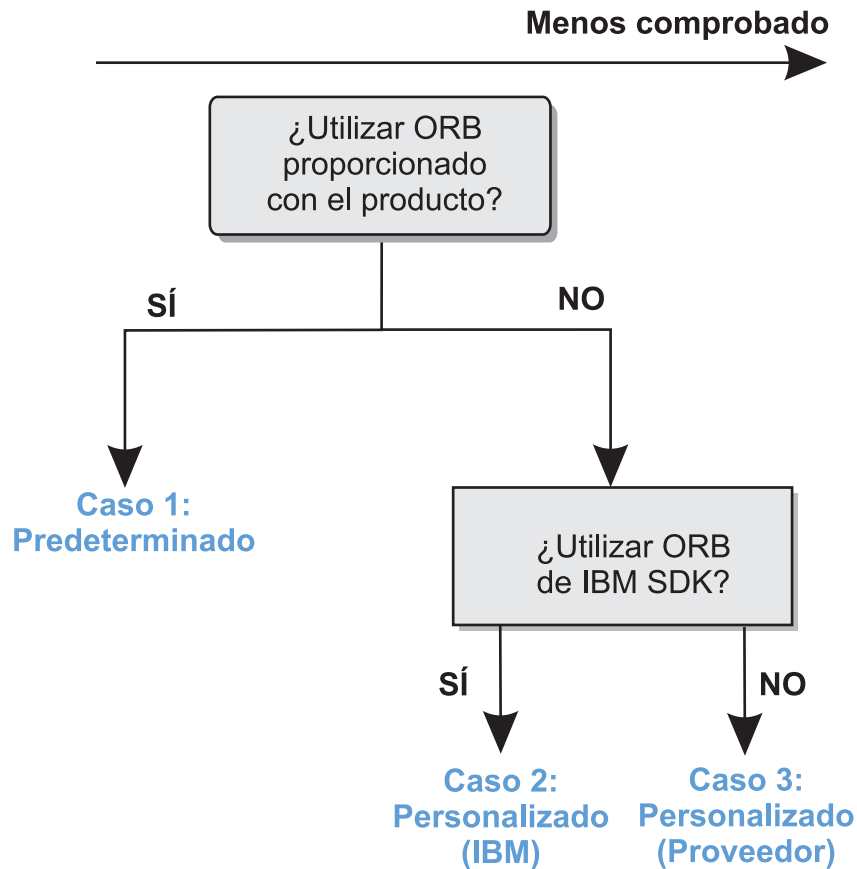 Menos comprobado
¿Utilizar ORB
proporcionado
con el producto?
SÍ
NO
Caso 1:
Predeterminado
¿Utilizar ORB
de IBM SDK?
SÍ
NO
Caso 2:
Personalizado
(IBM)
Caso 3:
Personalizado
(Proveedor)